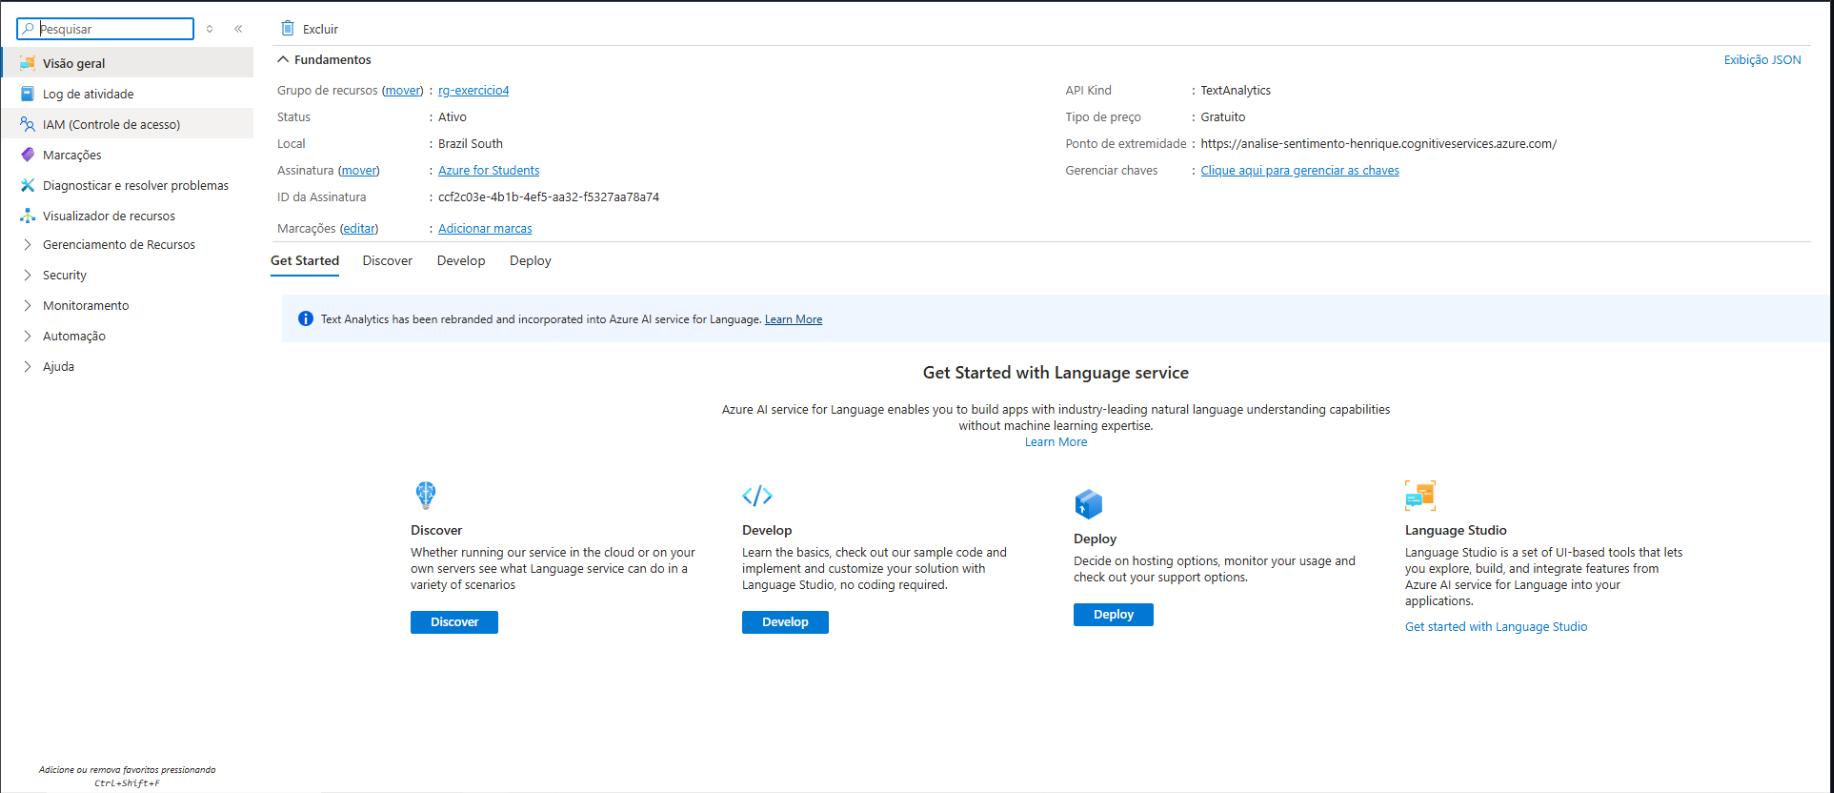 Pesquisar
Excluir
Visão geral
Log de atividade
IAM (Controle de acesso)
Marcações
Diagnosticar e resolver problemas
Visualizador de recursos
Gerenciamento de Recursos
Security
Monitoramento
Automação
Ajuda
Adicione ou remova favoritos pressionando
Ctrl+Shift+F
Fundamentos
Exibição JSON
Grupo de recursos (mover) : rg-exercicio4
Status : Ativo
Local : Brazil South
Assinatura (mover) : Azure for Students
ID da Assinatura : ccf2c03e-4b1b-4ef5-aa32-f5327aa78a74
Marcações (editar) : Adicionar marcas
API Kind : TextAnalytics
Tipo de preço : Gratuito
Ponto de extremidade : https://analise-sentimento-henrique.cognitiveservices.azure.com/
Gerenciar chaves : Clique aqui para gerenciar as chaves
Get Started Discover Develop Deploy
Text Analytics has been rebranded and incorporated into Azure AI service for Language. Learn More
Get Started with Language service
Azure AI service for Language enables you to build apps with industry-leading natural language understanding capabilities
without machine learning expertise.
Learn More
Discover
Whether running our service in the cloud or on your
own servers see what Language service can do in a
variety of scenarios
Discover
Develop
Learn the basics, check out our sample code and
implement and customize your solution with
Language Studio, no coding required.
Develop
Deploy
Decide on hosting options, monitor your usage and
check out your support options.
Deploy
Language Studio
Language Studio is a set of UI-based tools that lets
you explore, build, and integrate features from
Azure AI service for Language into your
applications.
Get started with Language Studio